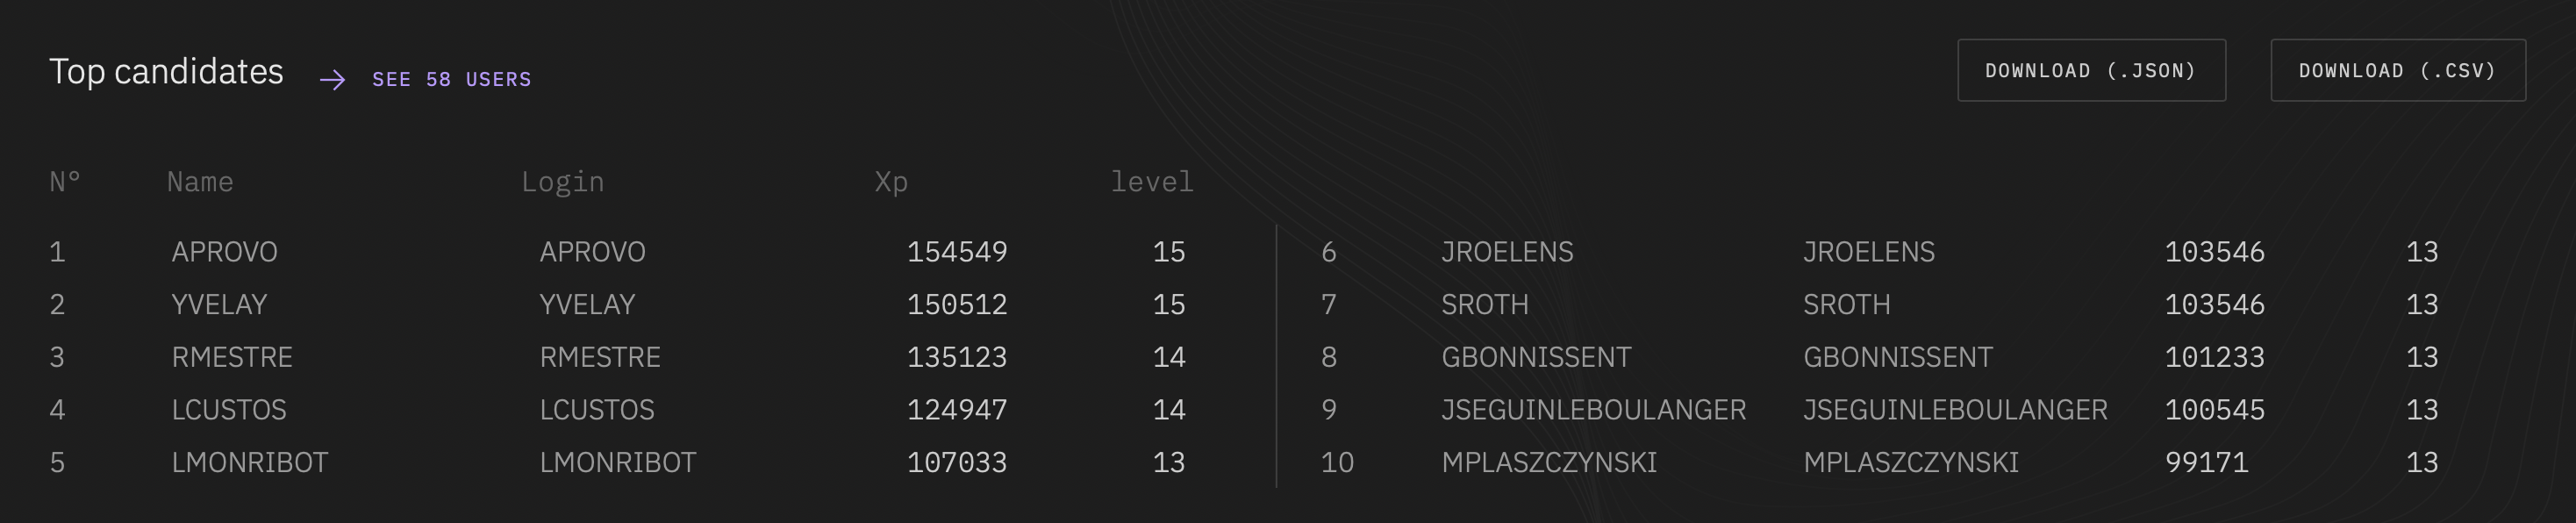 Top candidates → SEE 58 USERS DOWNLOAD (.JSON) DOWNLOAD (.CSV)
N° Name Login Xp level
1 APROVO APROVO 154549 15
2 YVELAY YVELAY 150512 15
3 RMESTRE RMESTRE 135123 14
4 LCUSTOS LCUSTOS 124947 14
5 LMONRIBOT LMONRIBOT 107033 13
6 JROELENS JROELENS 103546 13
7 SROTH SROTH 103546 13
8 GBONNISSENT GBONNISSENT 101233 13
9 JSEGUINLEBOULANGER JSEGUINLEBOULANGER 100545 13
10 MPLASZCZYNSKI MPLASZCZYNSKI 99171 13